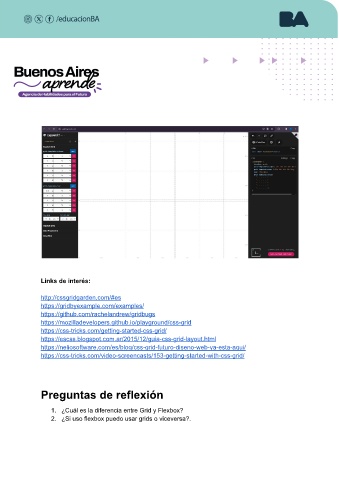 /educacionBA
BA
Buenos Aires
aprende
Agencia de Habilidades para el Futuro
Links de interés:
http://cssgridgarden.com/#es
https://gridbyexample.com/examples/
https://github.com/rachelandrew/gridbugs
https://mozilladevelopers.github.io/playground/css-grid
https://css-tricks.com/getting-started-css-grid/
https://escss.blogspot.com.ar/2015/12/guia-css-grid-layout.html
https://neliosoftware.com/es/blog/css-grid-futuro-diseno-web-ya-esta-aqui/
https://css-tricks.com/video-screencasts/153-getting-started-with-css-grid/
Preguntas de reflexión
1. ¿Cuál es la diferencia entre Grid y Flexbox?
2. ¿Si uso flexbox puedo usar grids o viceversa?.